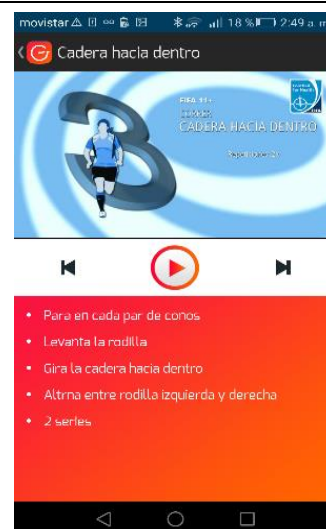 movistar 18 % 2:49 a. m
Cadera hacia dentro
FIFA 11+
CORRER
CADERA HACIA DENTRO
• Para en cada par de conos
• Levanta la rodilla
• Gira la cadera hacia dentro
• Altrna entre rodilla izquierda y derecha
• 2 series